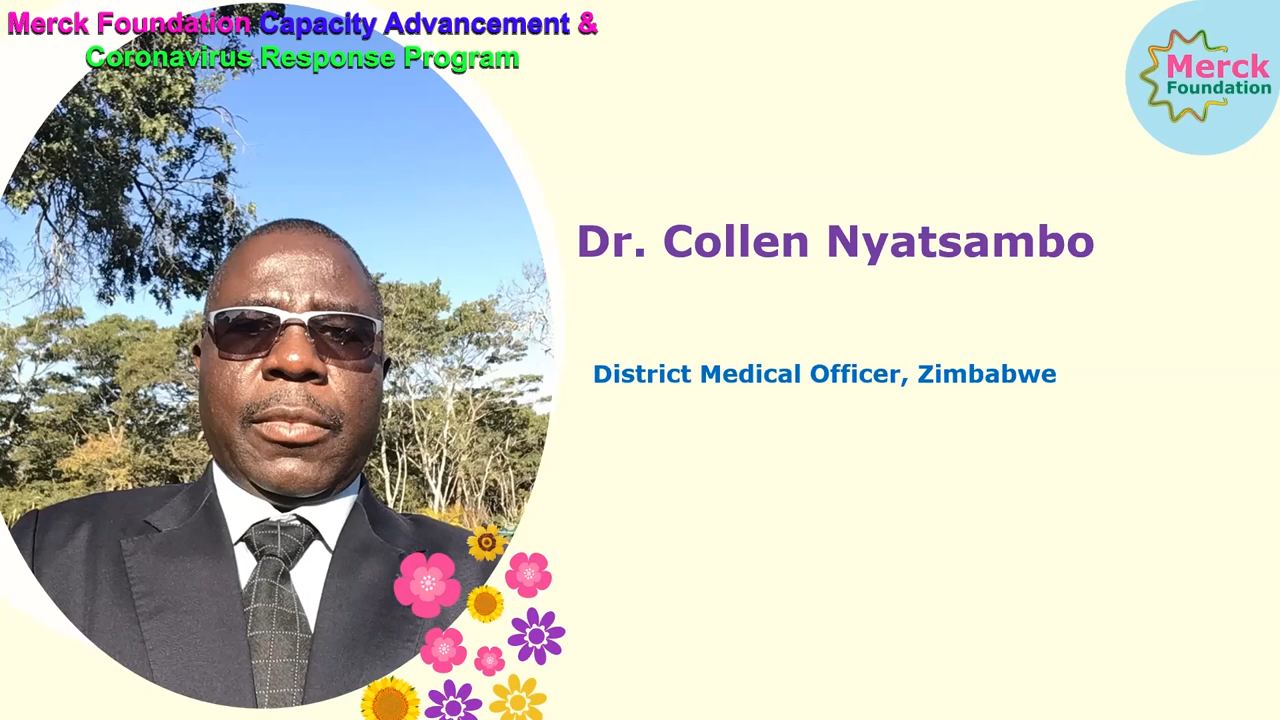 Merck Foundation Capacity Advancement &
Coronavirus Response Program
Merck
Foundation
Dr. Collen Nyatsambo
District Medical Officer, Zimbabwe